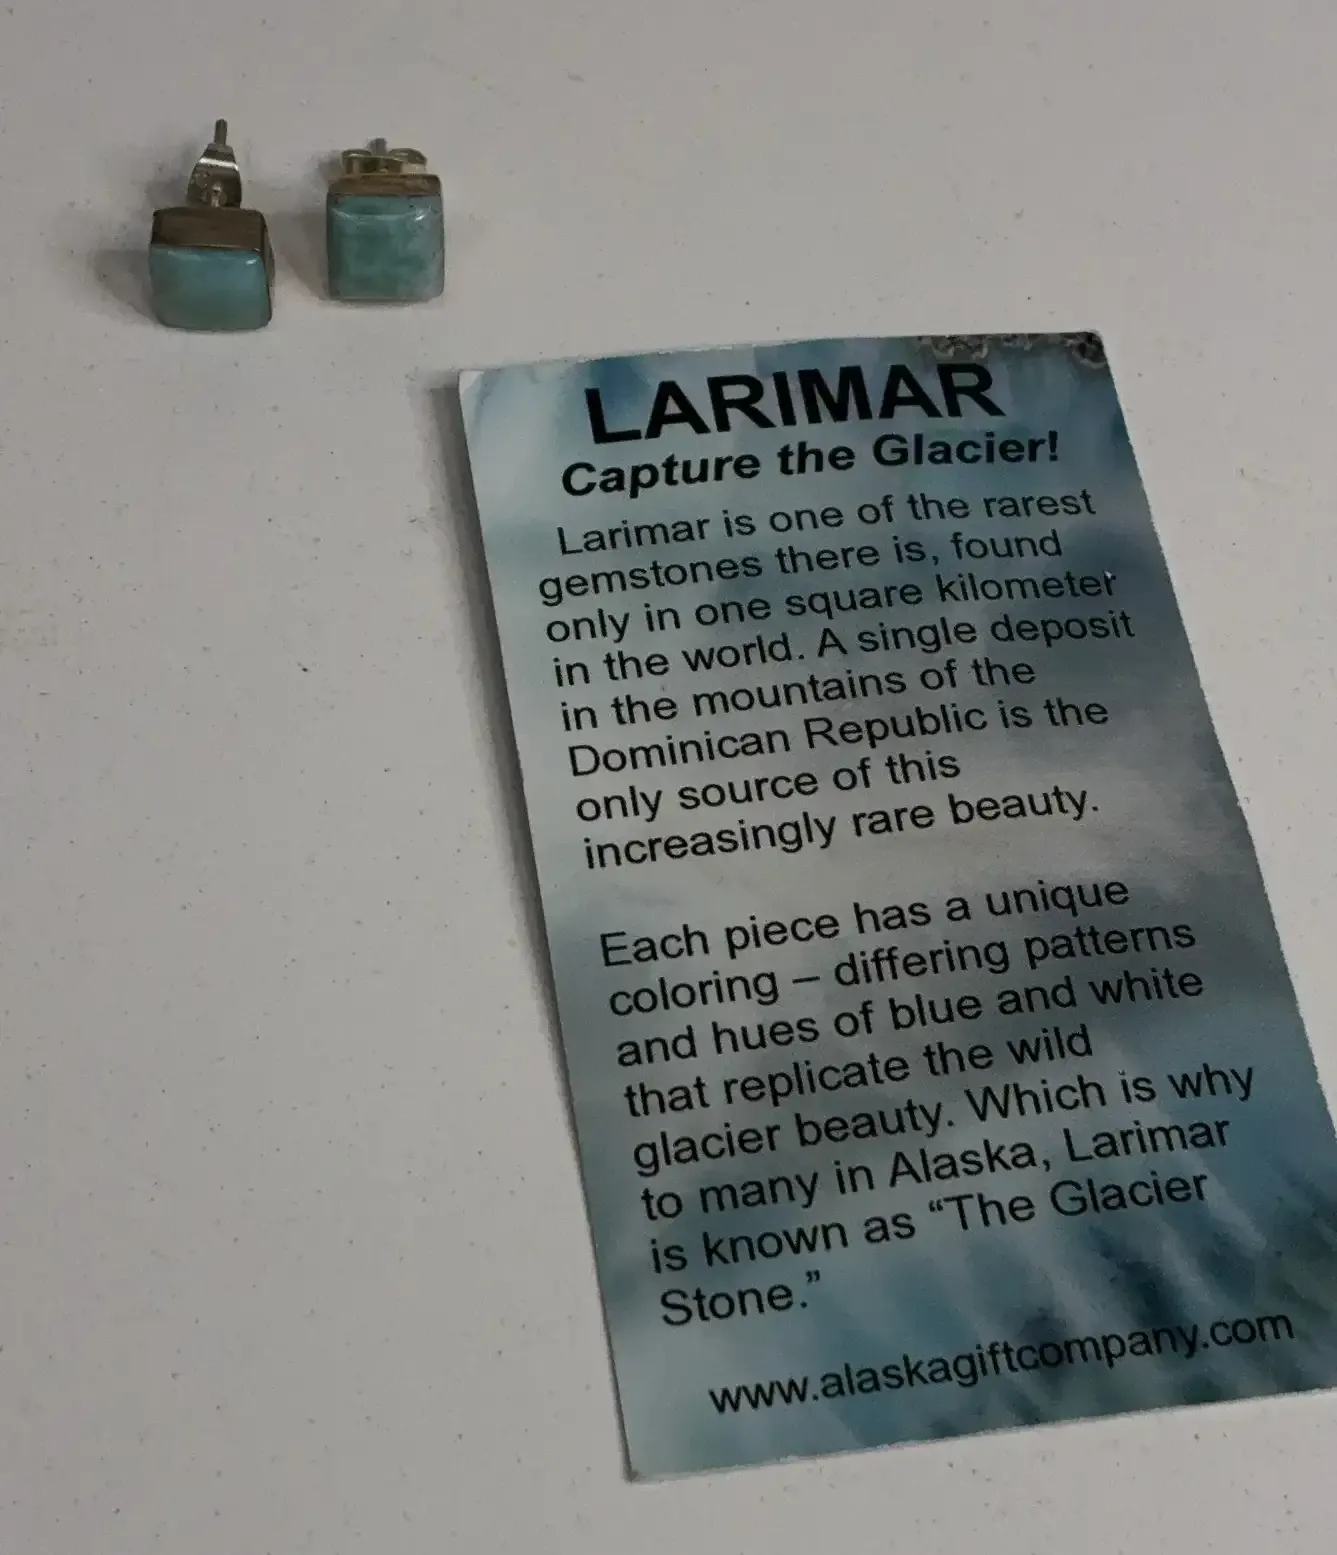 LARIMAR
Capture the Glacier!
Larimar is one of the rarest
gemstones there is, found
only in one square kilometer
in the world. A single deposit
in the mountains of the
Dominican Republic is the
only source of this
increasingly rare beauty.
Each piece has a unique
coloring – differing patterns
and hues of blue and white
that replicate the wild
glacier beauty. Which is why
to many in Alaska, Larimar
is known as “The Glacier
Stone.”
www.alaskagiftcompany.com